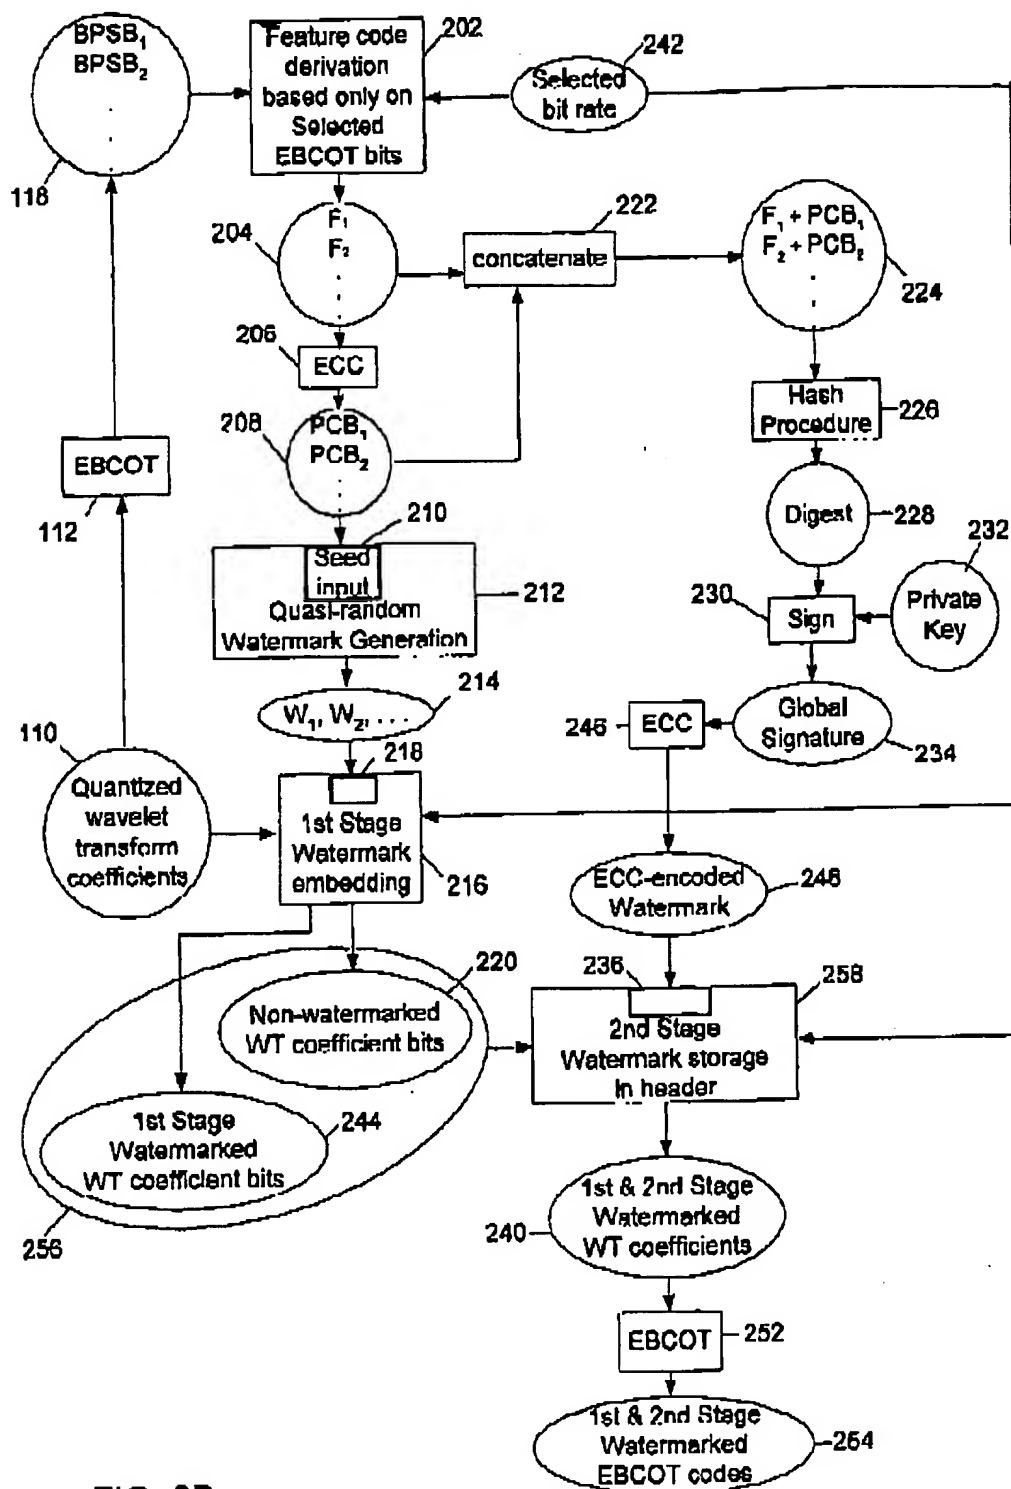 BPSB1
BPSB2
.
.
118
Feature code
derivation
based only on
Selected
EBCOT bits
202
Selected
bit rate
242
F1
F2
.
.
204
222
concatenate
F1 + PCB1
F2 + PCB2
.
.
224
206
ECC
208
PCB1
PCB2
.
.
Hash
Procedure
226
EBCOT
112
210
Seed
input
Quasi-random
Watermark Generation
212
Digest
228
232
Private
Key
230
Sign
W1, W2, ...
214
246
ECC
Global
Signature
234
110
Quantized
wavelet
transform
coefficients
218
1st Stage
Watermark
embedding
216
ECC-encoded
Watermark
248
220
Non-watermarked
WT coefficient bits
236
258
2nd Stage
Watermark storage
in header
1st Stage
Watermarked
WT coefficient bits
244
256
1st & 2nd Stage
Watermarked
WT coefficients
240
EBCOT
252
1st & 2nd Stage
Watermarked
EBCOT codes
254